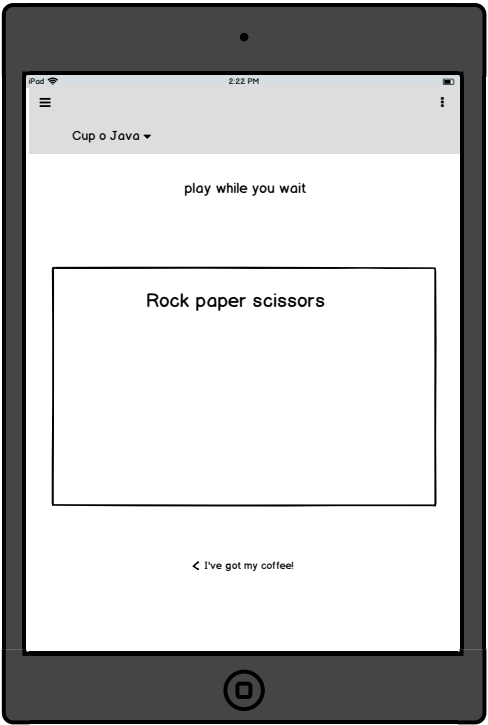 iPad 2:22 PM
Cup o Java
play while you wait
Rock paper scissors
I've got my coffee!